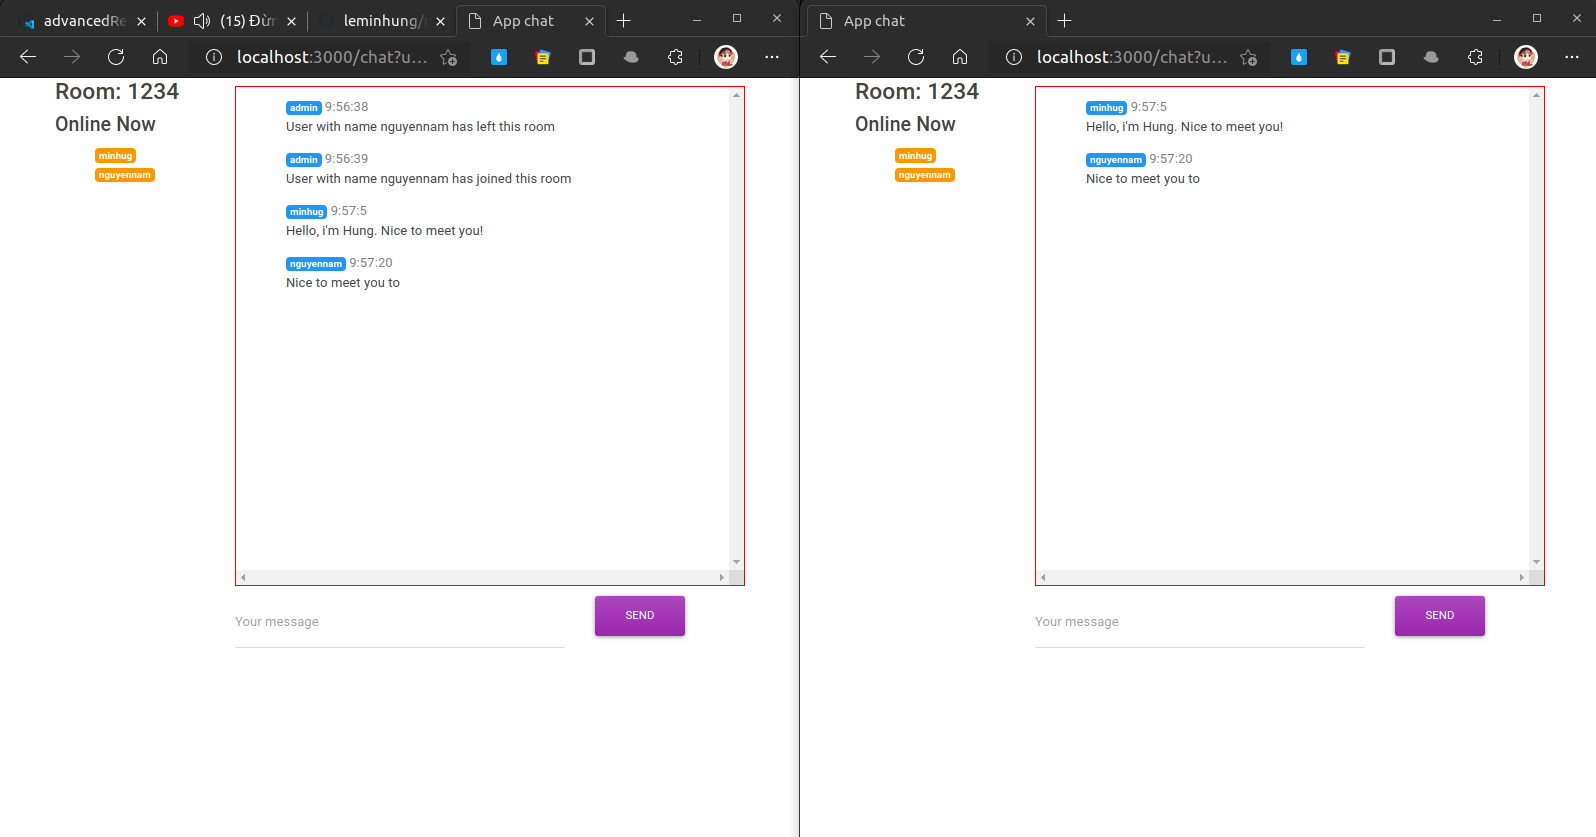 advancedRe
(15) Đừn
leminhung/
App chat
localhost:3000/chat?u...
Room: 1234
Online Now
minhug
nguyennam
admin 9:56:38
User with name nguyennam has left this room
admin 9:56:39
User with name nguyennam has joined this room
minhug 9:57:5
Hello, i'm Hung. Nice to meet you!
nguyennam 9:57:20
Nice to meet you to
Your message
SEND
App chat
localhost:3000/chat?u...
Room: 1234
Online Now
minhug
nguyennam
minhug 9:57:5
Hello, i'm Hung. Nice to meet you!
nguyennam 9:57:20
Nice to meet you to
Your message
SEND